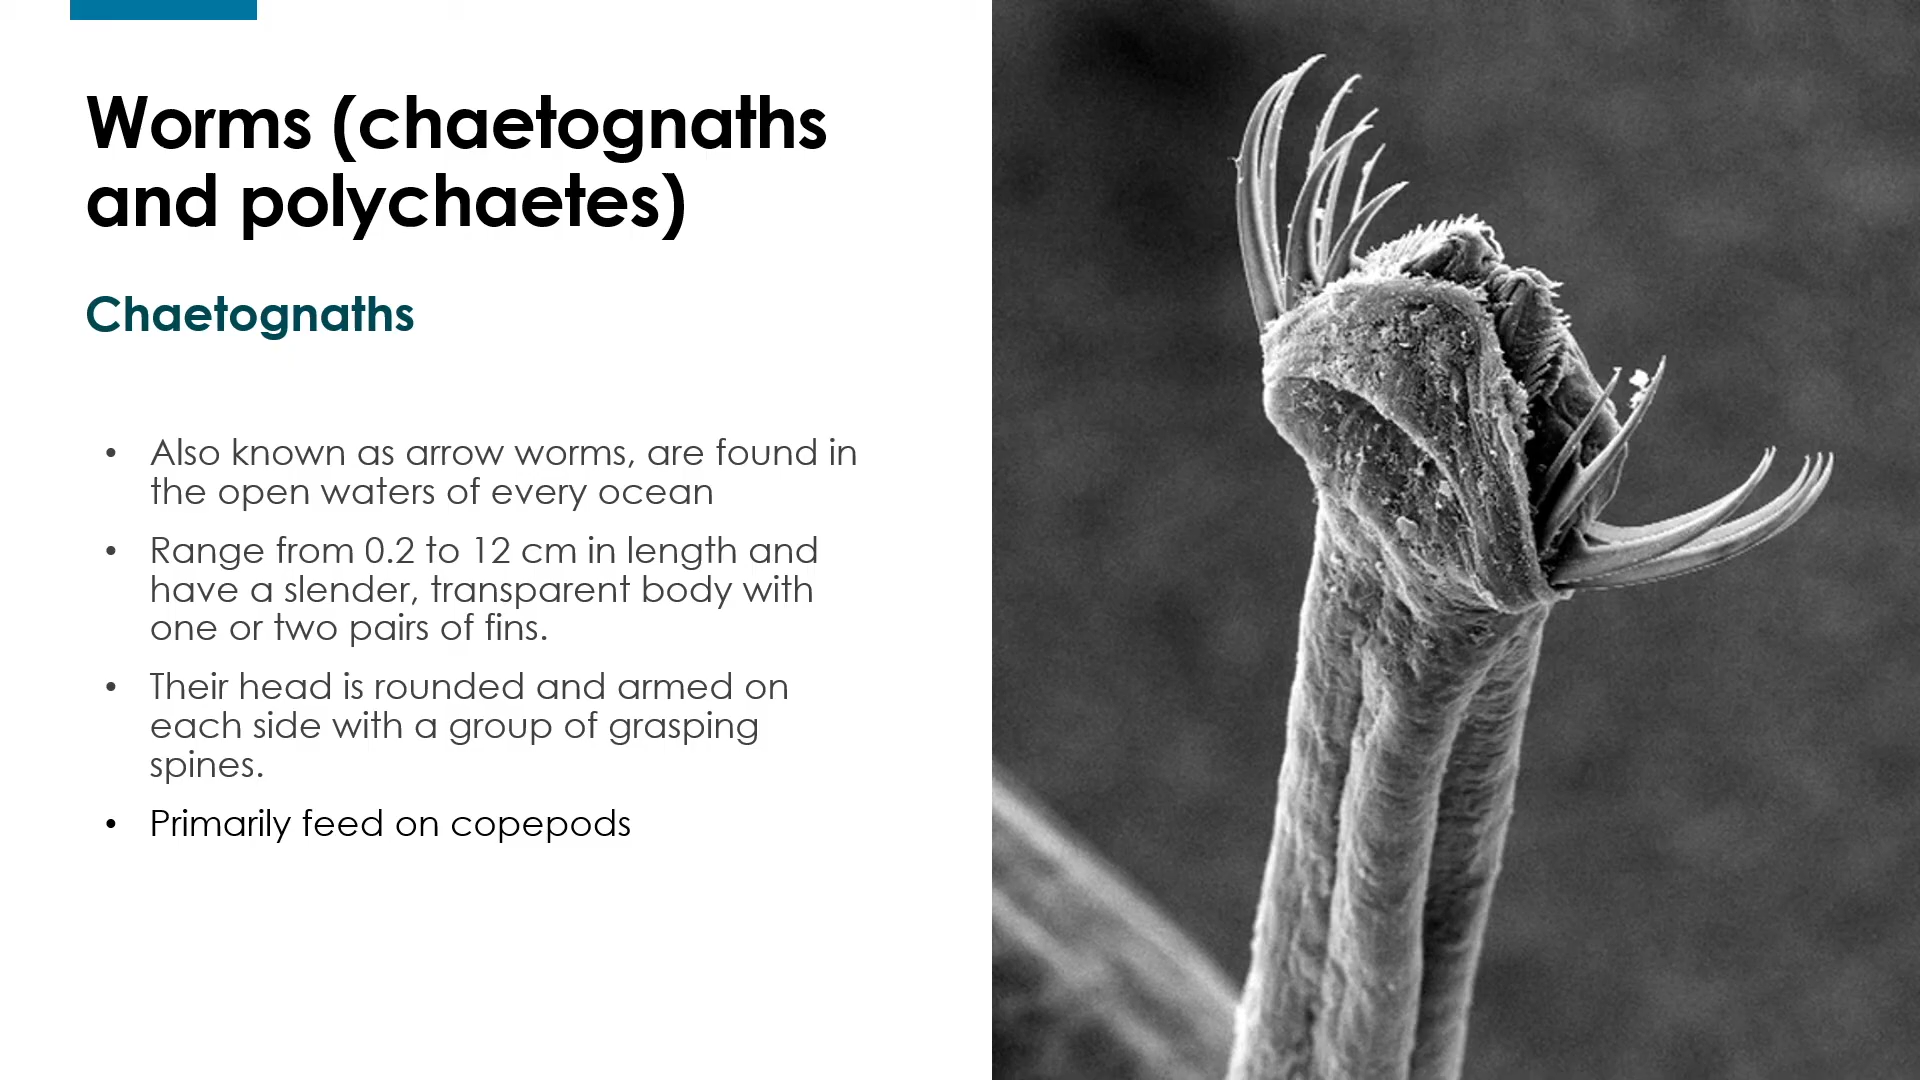 Worms (chaetognaths
and polychaetes)
Chaetognaths
• Also known as arrow worms, are found in
the open waters of every ocean
• Range from 0.2 to 12 cm in length and
have a slender, transparent body with
one or two pairs of fins.
• Their head is rounded and armed on
each side with a group of grasping
spines.
• Primarily feed on copepods